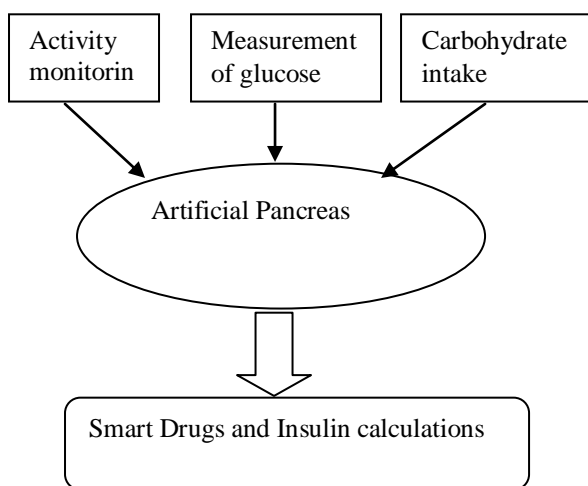 Activity
monitorin
Measurement
of glucose
Carbohydrate
intake
Artificial Pancreas
Smart Drugs and Insulin calculations